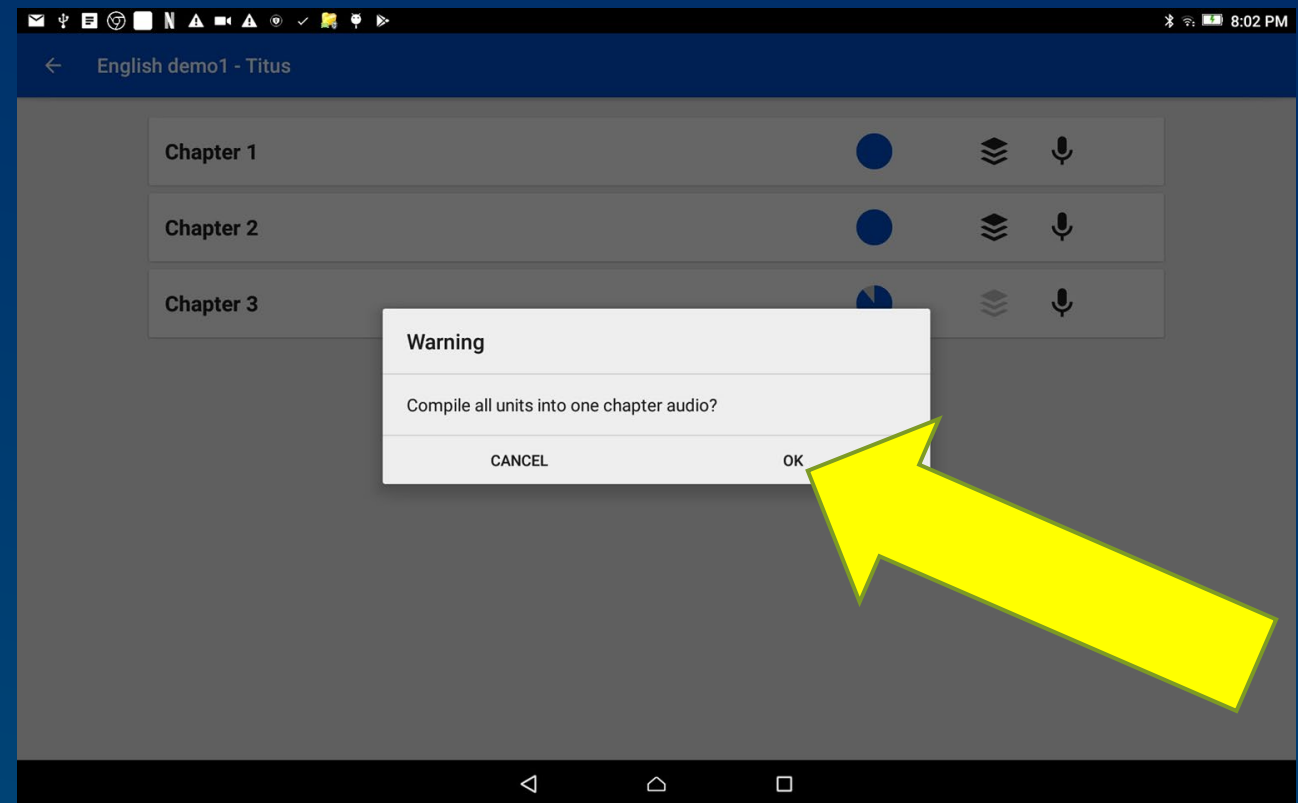 8:02 PM
English demo1 - Titus
Chapter 1
Chapter 2
Chapter 3
Warning
Compile all units into one chapter audio?
CANCEL OK